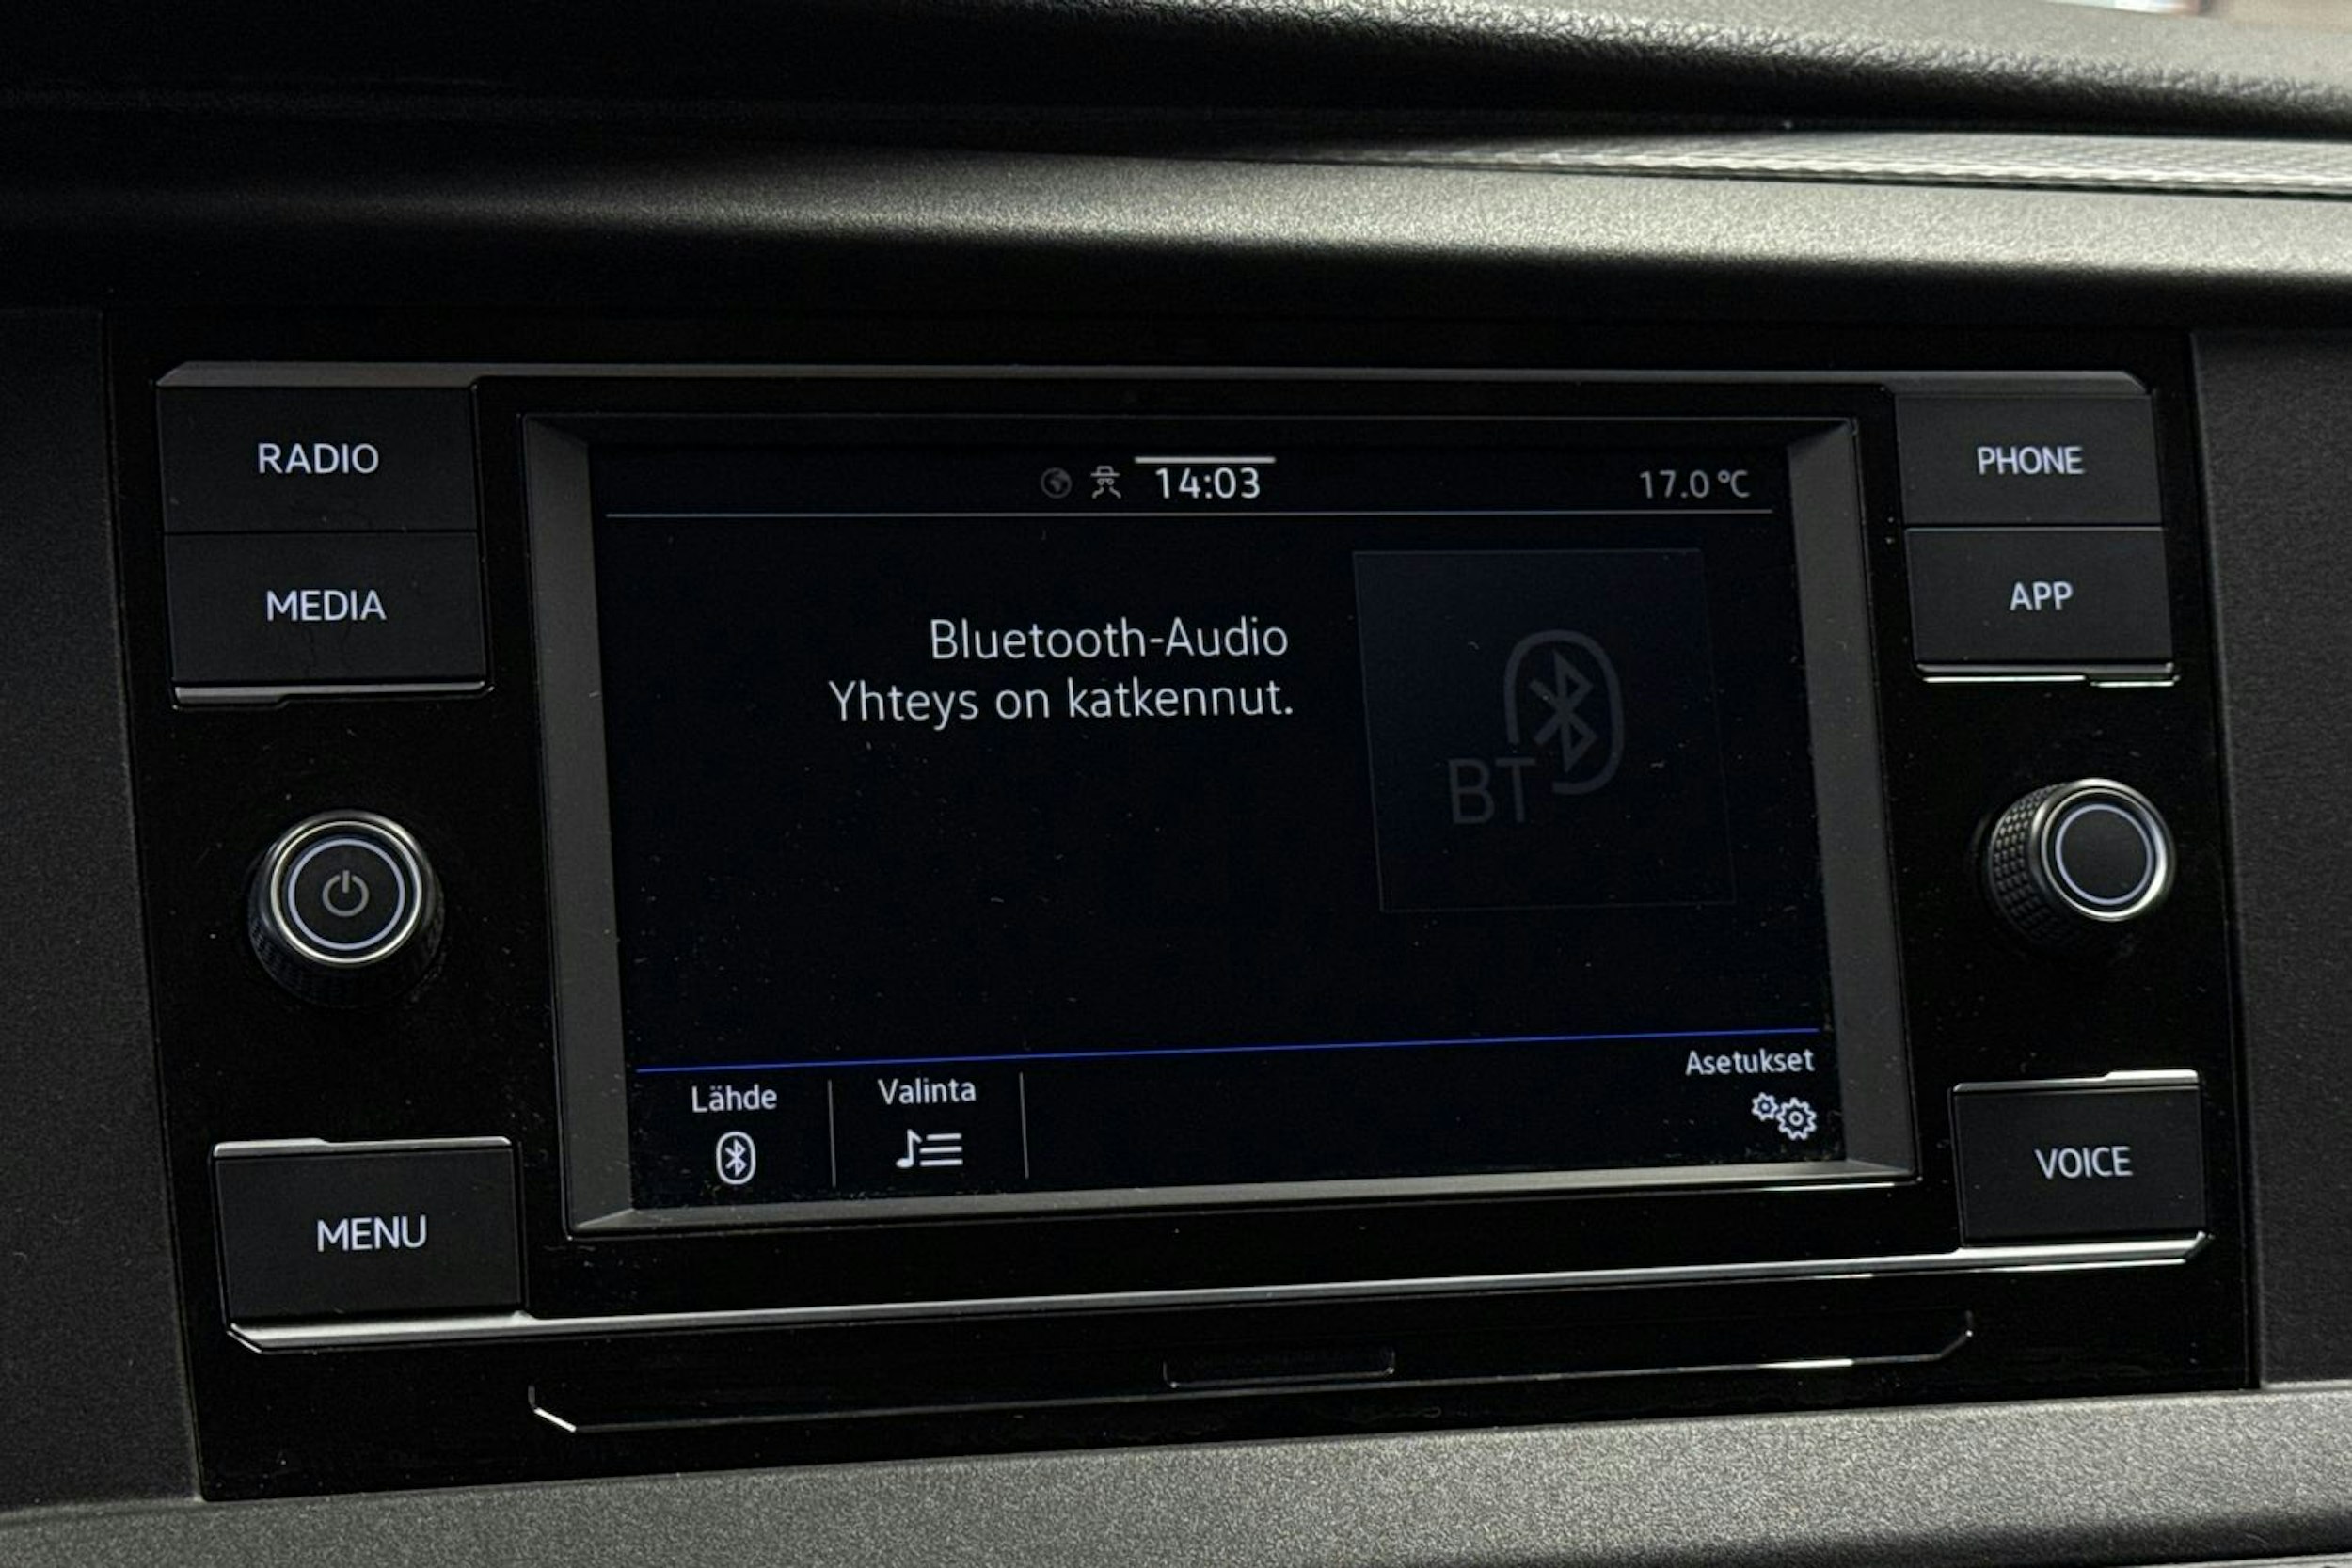 RADIO
MEDIA
MENU
14:03
17.0 °C
Bluetooth-Audio
Yhteys on katkennut.
BT
Lähde
Valinta
Asetukset
PHONE
APP
VOICE